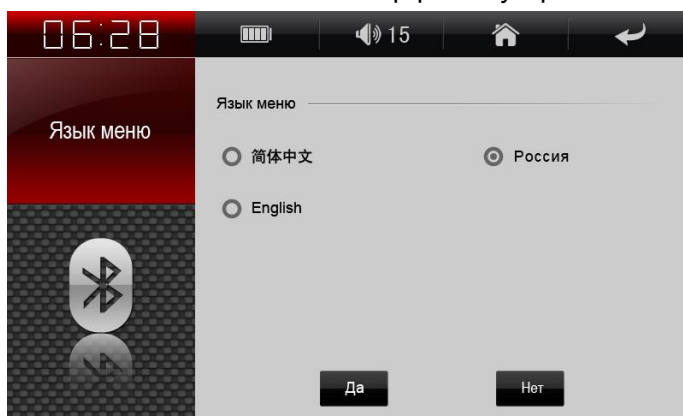 06:28
15
Язык меню
Язык меню
简体中文
Россия
English
Да
Нет